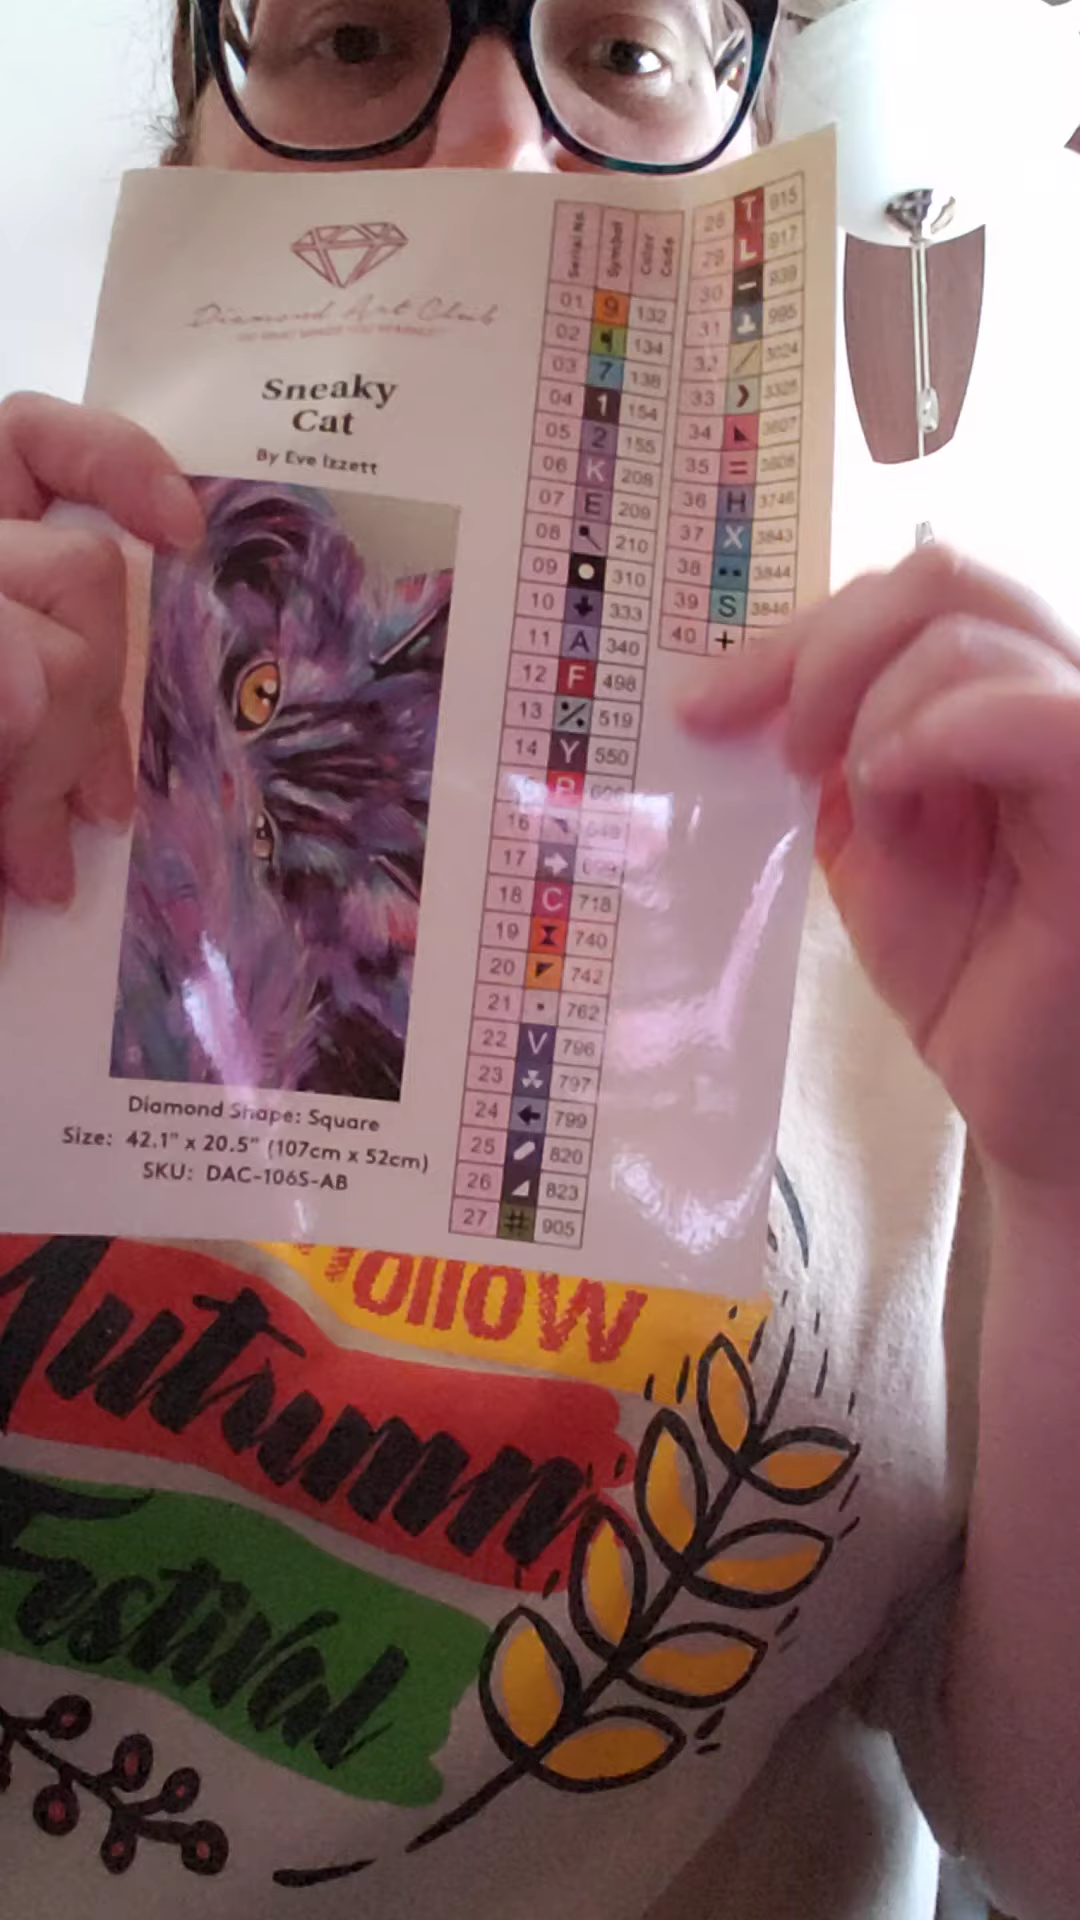 Diamond Art Club
Sneaky
Cat
By Eve Izzett
Diamond Shape: Square
Size: 42.1" x 20.5" (107cm x 52cm)
SKU: DAC-106S-AB
Serial No. Symbol Color Code
01 9 132
02 134
03 7 138
04 1 154
05 2 155
06 K 208
07 E 209
08 210
09 310
10 333
11 A 340
12 F 498
13 519
14 Y 550
16
17
18 C 718
19 740
20 742
21 762
22 V 796
23 797
24 799
25 820
26 823
27 # 905
28 T 915
29 L 917
30 − 939
31 995
32 / 3024
33 3325
34 3607
35 =
36 H 3746
37 X 3843
38 3844
39 S 3846
40 +
Hollow
Autumn
Festival